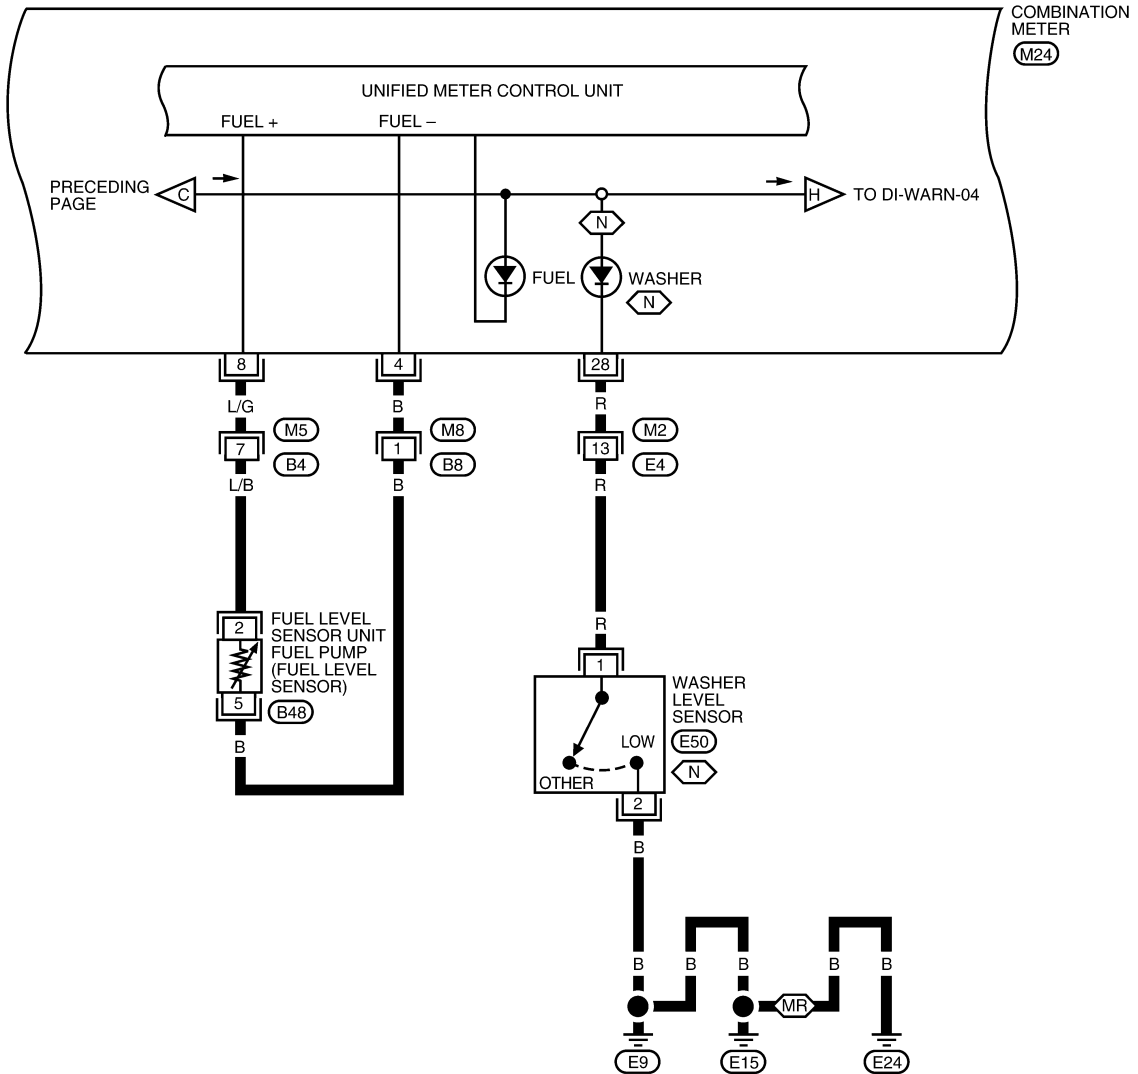 COMBINATION
METER
M24
UNIFIED METER CONTROL UNIT
FUEL +
FUEL –
PRECEDING
PAGE
C
H
TO DI-WARN-04
N
FUEL
WASHER
N
8
4
28
L/G
B
R
M5
M8
M2
7
1
13
B4
B8
E4
L/B
B
R
R
2
FUEL LEVEL
SENSOR UNIT
FUEL PUMP
(FUEL LEVEL
SENSOR)
5
B48
B
1
WASHER
LEVEL
SENSOR
E50
N
LOW
OTHER
2
B
B
B
B
B
B
MR
E9
E15
E24